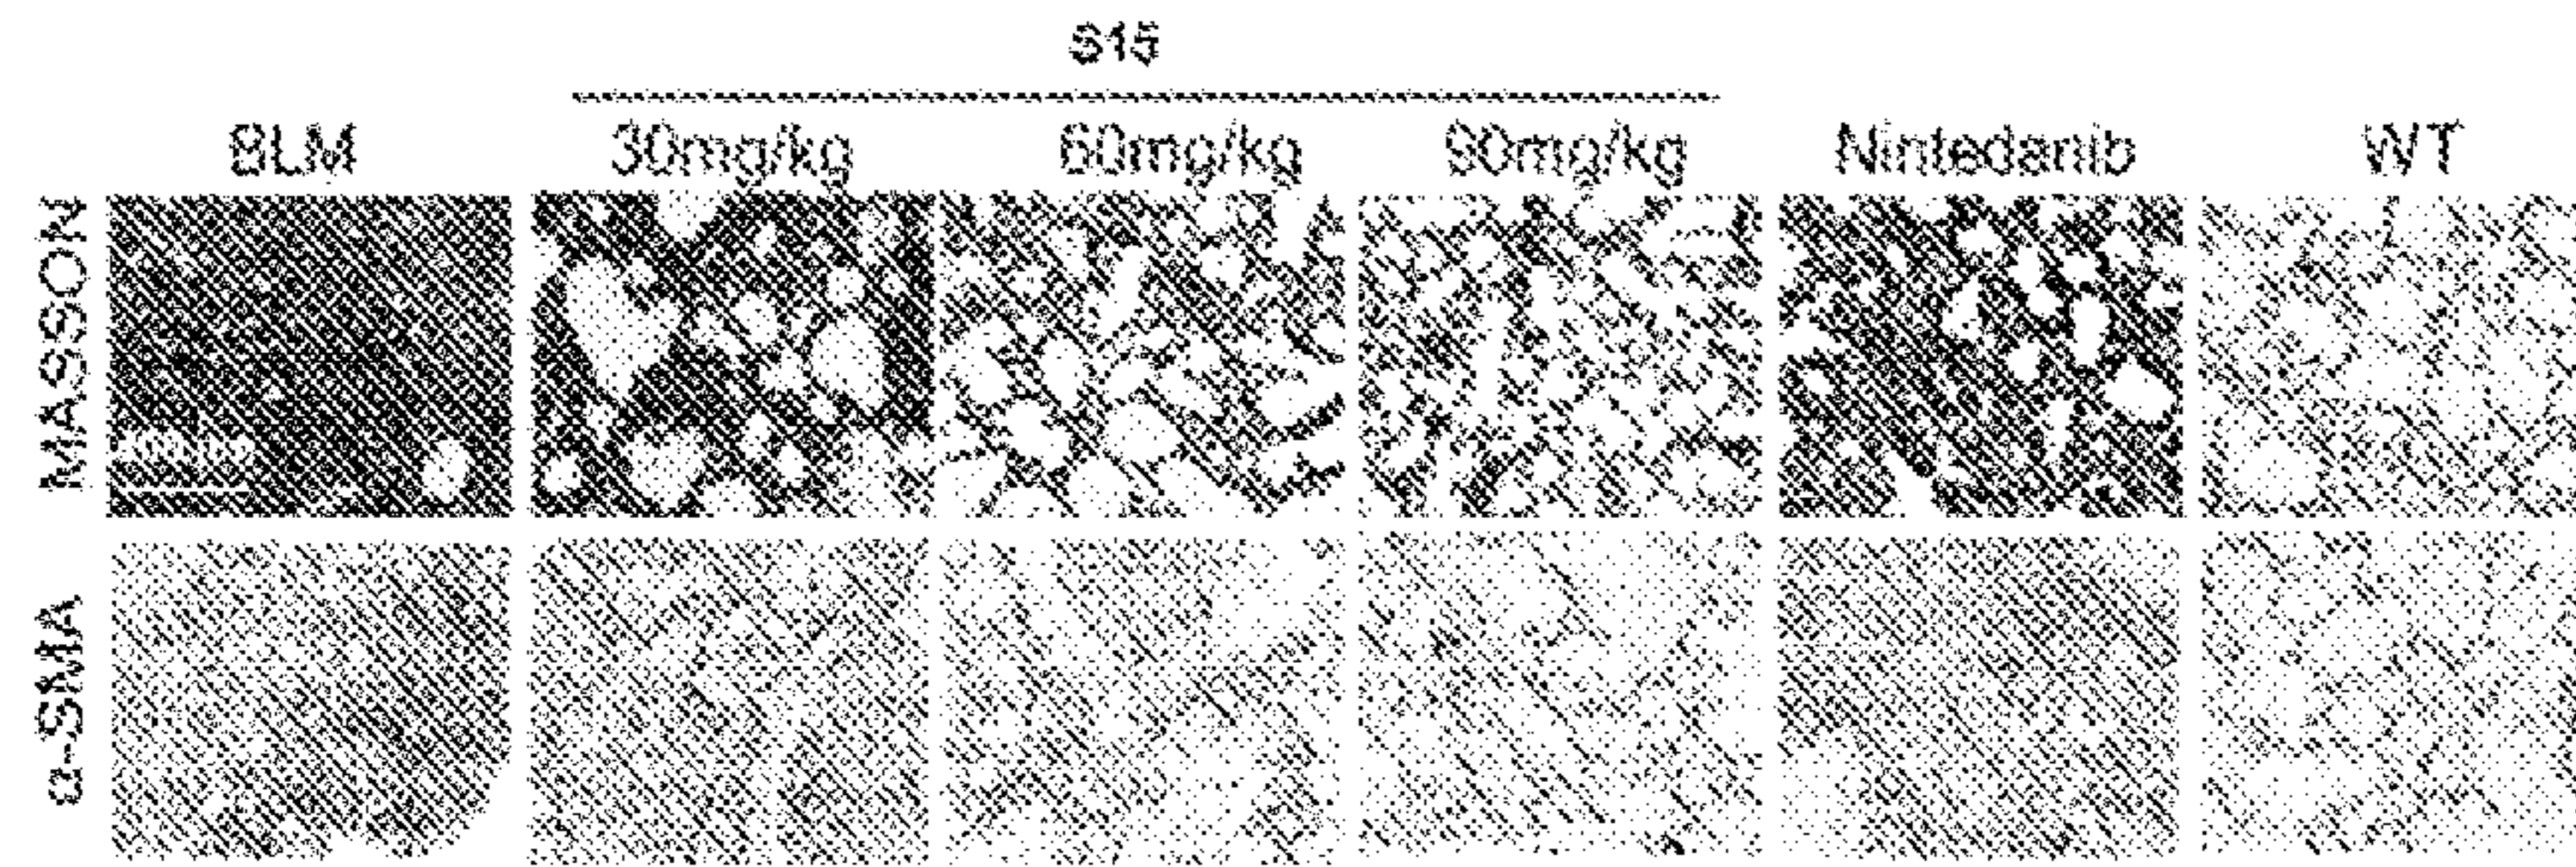 S15
BLM 30mg/kg 60mg/kg 90mg/kg Nintedanib WT
MASSON
α-SMA